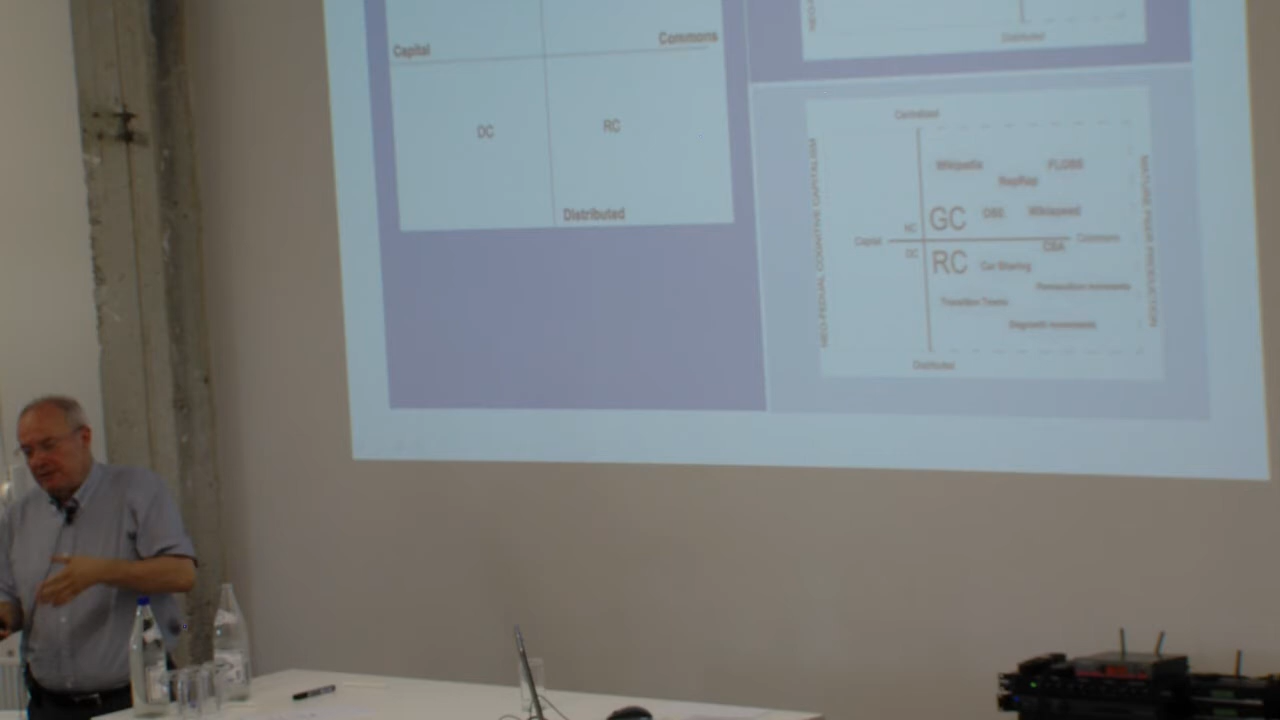 Capital
Commons
DC
RC
Distributed
Distributed
Centralized
NEO-FEUDAL COGNITIVE CAPITALISM
Wikipedia
FLOSS
RepRap
GC
OSE
Wikispeed
NC
Capital
Commons
DC
RC
CSA
Car Sharing
Permaculture movements
Transition Towns
Degrowth movements
Distributed
MATURE PEER PRODUCTION